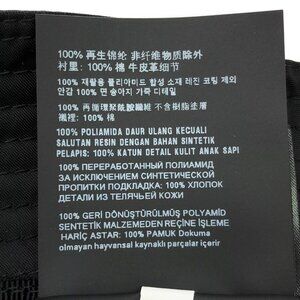 100% 再生锦纶 非纤维物质除外
衬里: 100% 棉 牛皮革细节
100% 재활용 폴리아미드 합성 소재 레진 코팅 제외
안감 100% 면 송아지 가죽 디테일
100% 再循環聚酰胺纖維 不含樹脂塗層
襯裡: 100% 棉
100% POLIAMIDA DAUR ULANG KECUALI
SALUTAN RESIN DENGAN BAHAN SINTETIK
PELAPIS: 100% KATUN DETAIL KULIT ANAK SAPI
100% ПЕРЕРАБОТАННЫЙ ПОЛИАМИД
ЗА ИСКЛЮЧЕНИЕМ СИНТЕТИЧЕСКОЙ
ПРОПИТКИ ПОДКЛАДКА: 100% ХЛОПОК
ДЕТАЛИ ИЗ ТЕЛЯЧЬЕЙ КОЖИ
100% GERİ DÖNÜŞTÜRÜLMÜŞ POLYAMID
SENTETIK MALZEMEDEN REÇİNE İŞLEME
HARİÇ ASTAR: 100% PAMUK Dokuma
olmayan hayvansal kaynaklı parçalar içerir